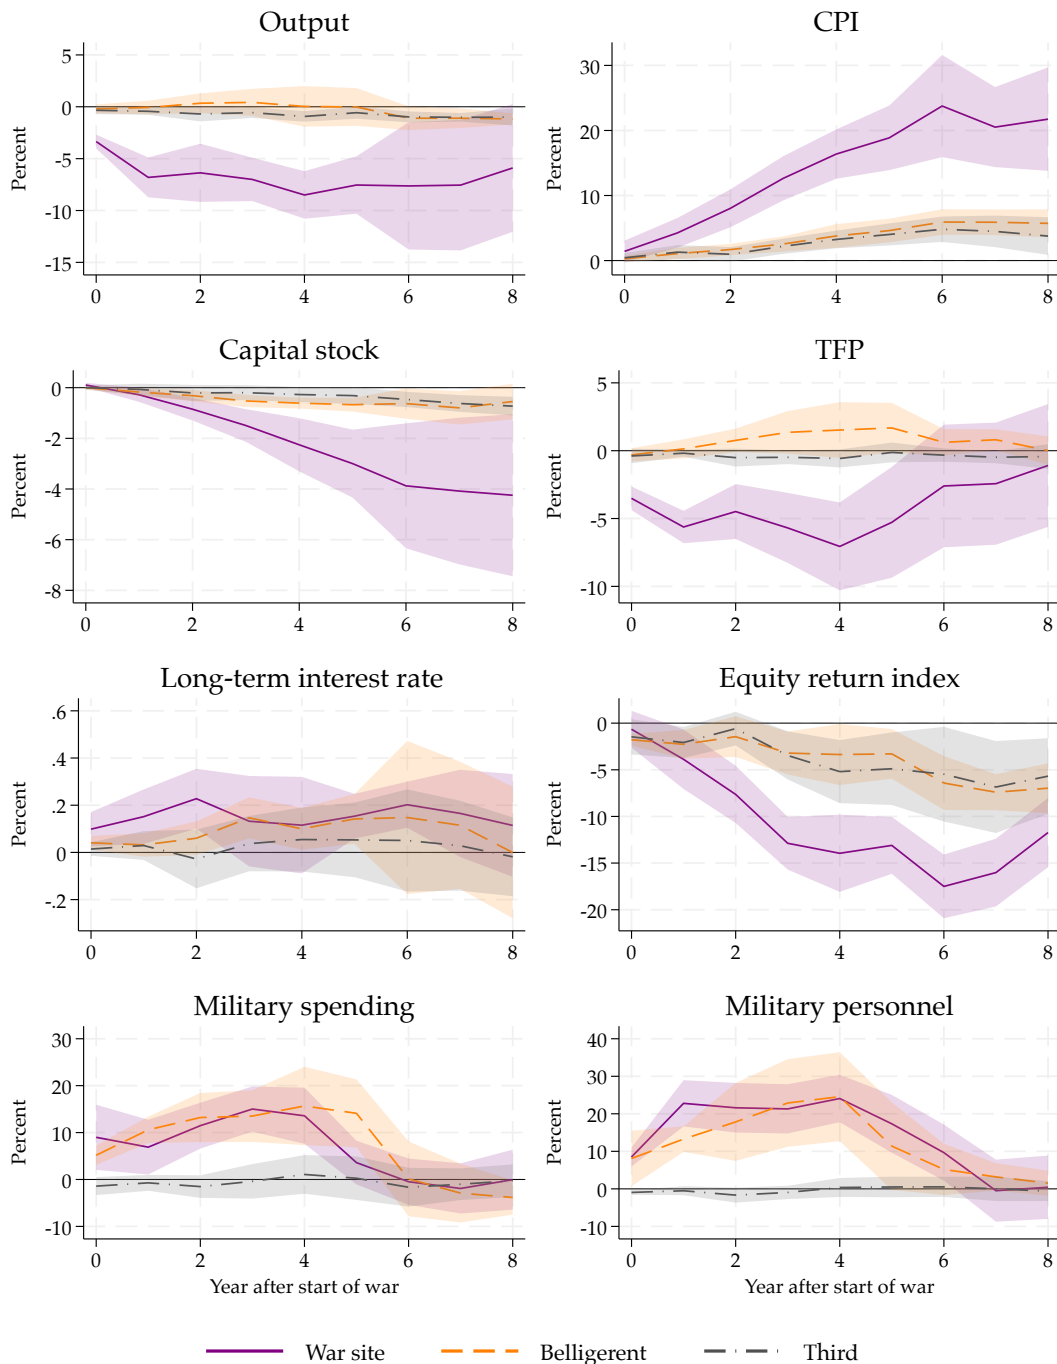 Output
Percent
5
0
-5
-10
-15
0 2 4 6 8
CPI
Percent
30
20
10
0
0 2 4 6 8
Capital stock
Percent
0
-2
-4
-6
-8
0 2 4 6 8
TFP
Percent
5
0
-5
-10
0 2 4 6 8
Long-term interest rate
Percent
.6
.4
.2
0
-.2
0 2 4 6 8
Equity return index
Percent
0
-5
-10
-15
-20
0 2 4 6 8
Military spending
Percent
30
20
10
0
-10
0 2 4 6 8
Year after start of war
Military personnel
Percent
40
30
20
10
0
-10
0 2 4 6 8
Year after start of war
War site Belligerent Third